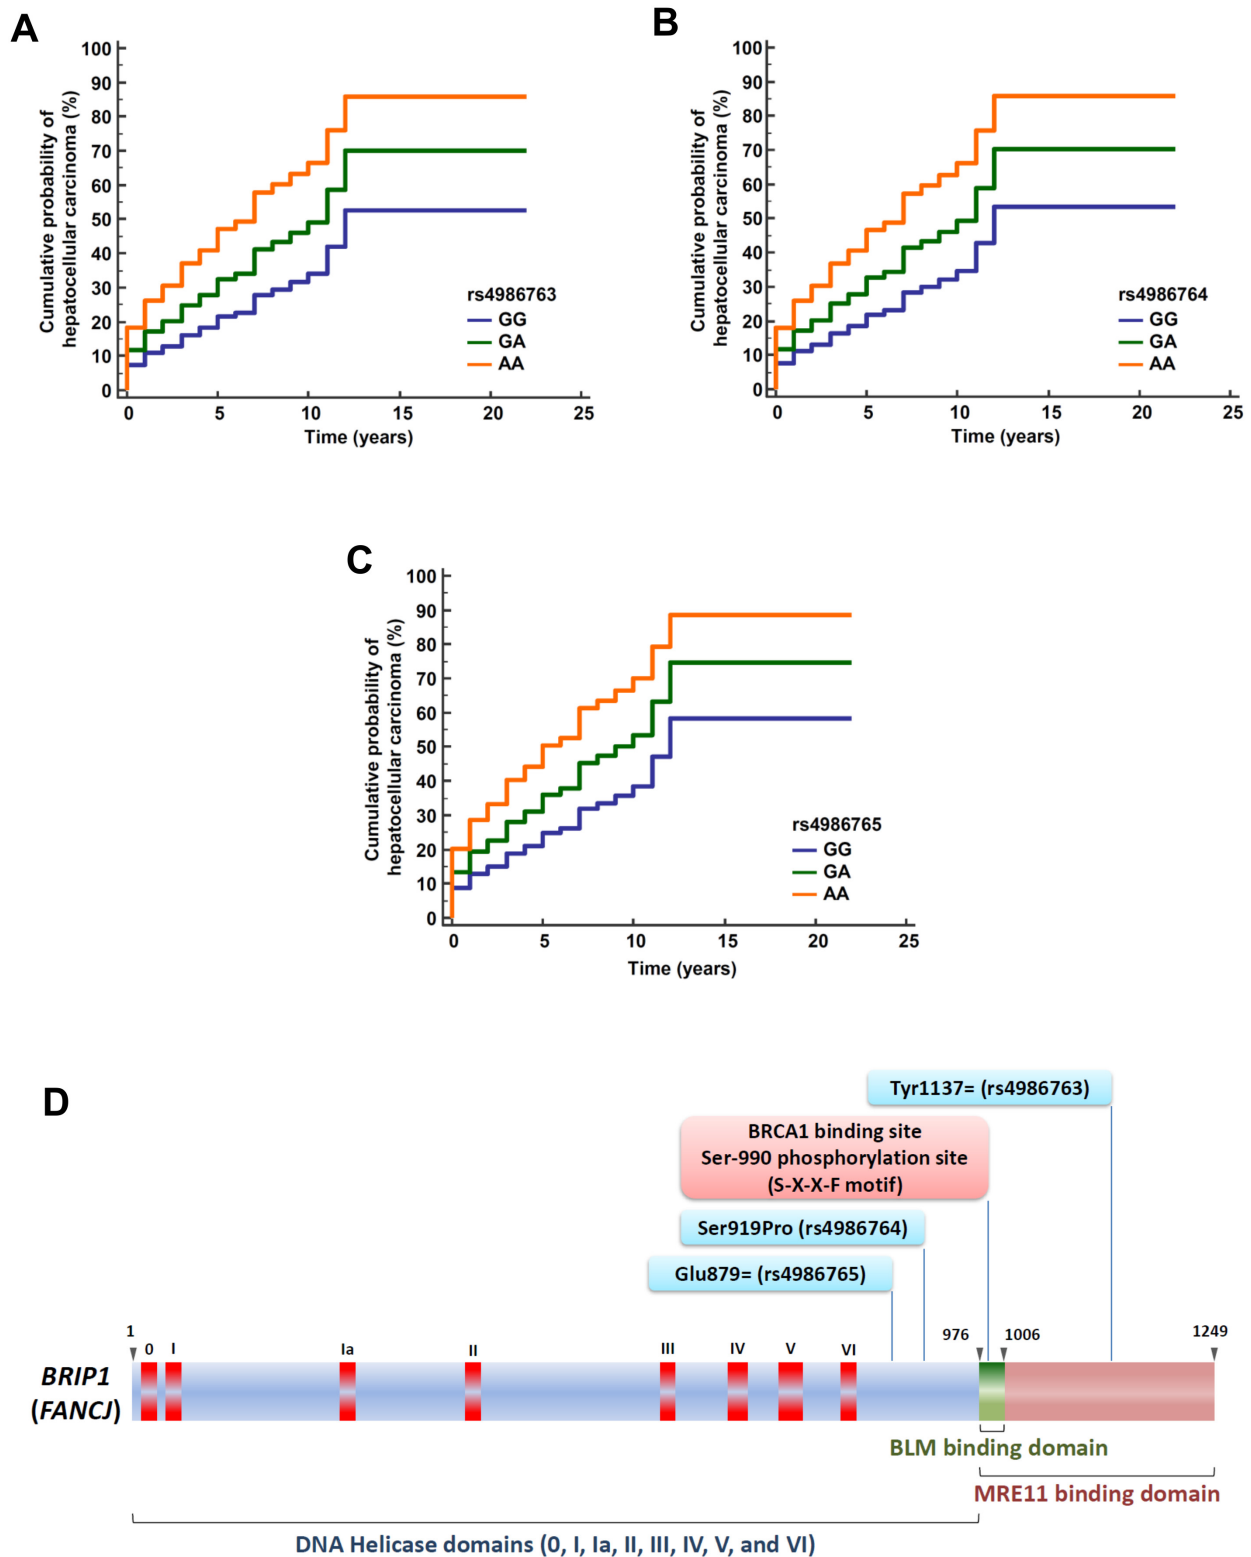 A
100
90
80
70
60
50
40
30
20
10
0
Cumulative probability of
hepatocellular carcinoma (%)
rs4986763
GG
GA
AA
0 5 10 15 20 25
Time (years)
B
100
90
80
70
60
50
40
30
20
10
0
Cumulative probability of
hepatocellular carcinoma (%)
rs4986764
GG
GA
AA
0 5 10 15 20 25
Time (years)
C
100
90
80
70
60
50
40
30
20
10
0
Cumulative probability of
hepatocellular carcinoma (%)
rs4986765
GG
GA
AA
0 5 10 15 20 25
Time (years)
D
Tyr1137= (rs4986763)
BRCA1 binding site
Ser-990 phosphorylation site
(S-X-X-F motif)
Ser919Pro (rs4986764)
Glu879= (rs4986765)
1 976 1006 1249
0 I Ia II III IV V VI
BRIP1
(FANCJ)
BLM binding domain
MRE11 binding domain
DNA Helicase domains (0, I, Ia, II, III, IV, V, and VI)